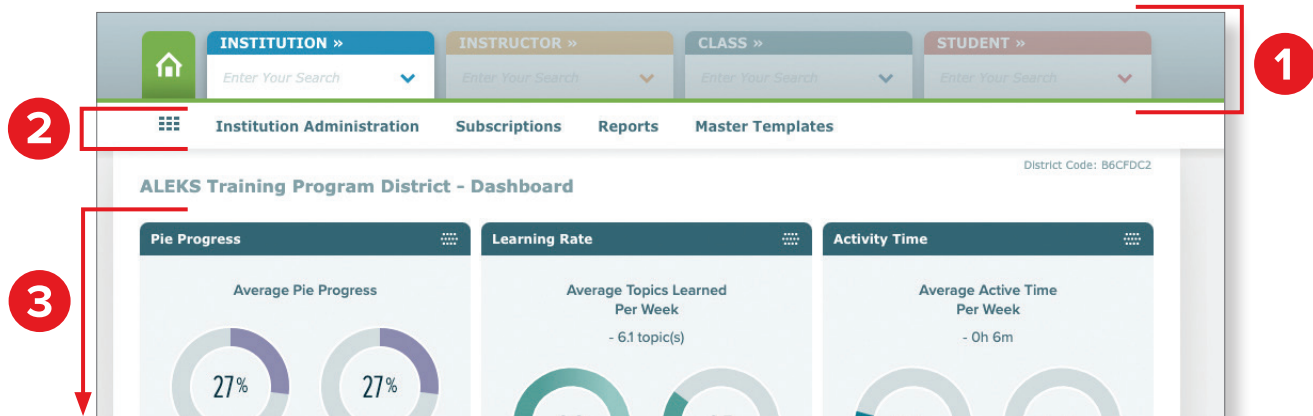 INSTITUTION » INSTRUCTOR » CLASS » STUDENT »
Enter Your Search Enter Your Search Enter Your Search Enter Your Search
1
2
Institution Administration Subscriptions Reports Master Templates
District Code: B6CFDC2
ALEKS Training Program District - Dashboard
Pie Progress Learning Rate Activity Time
3
Average Pie Progress Average Topics Learned Average Active Time
Per Week Per Week
- 6.1 topic(s) - 0h 6m
27% 27%